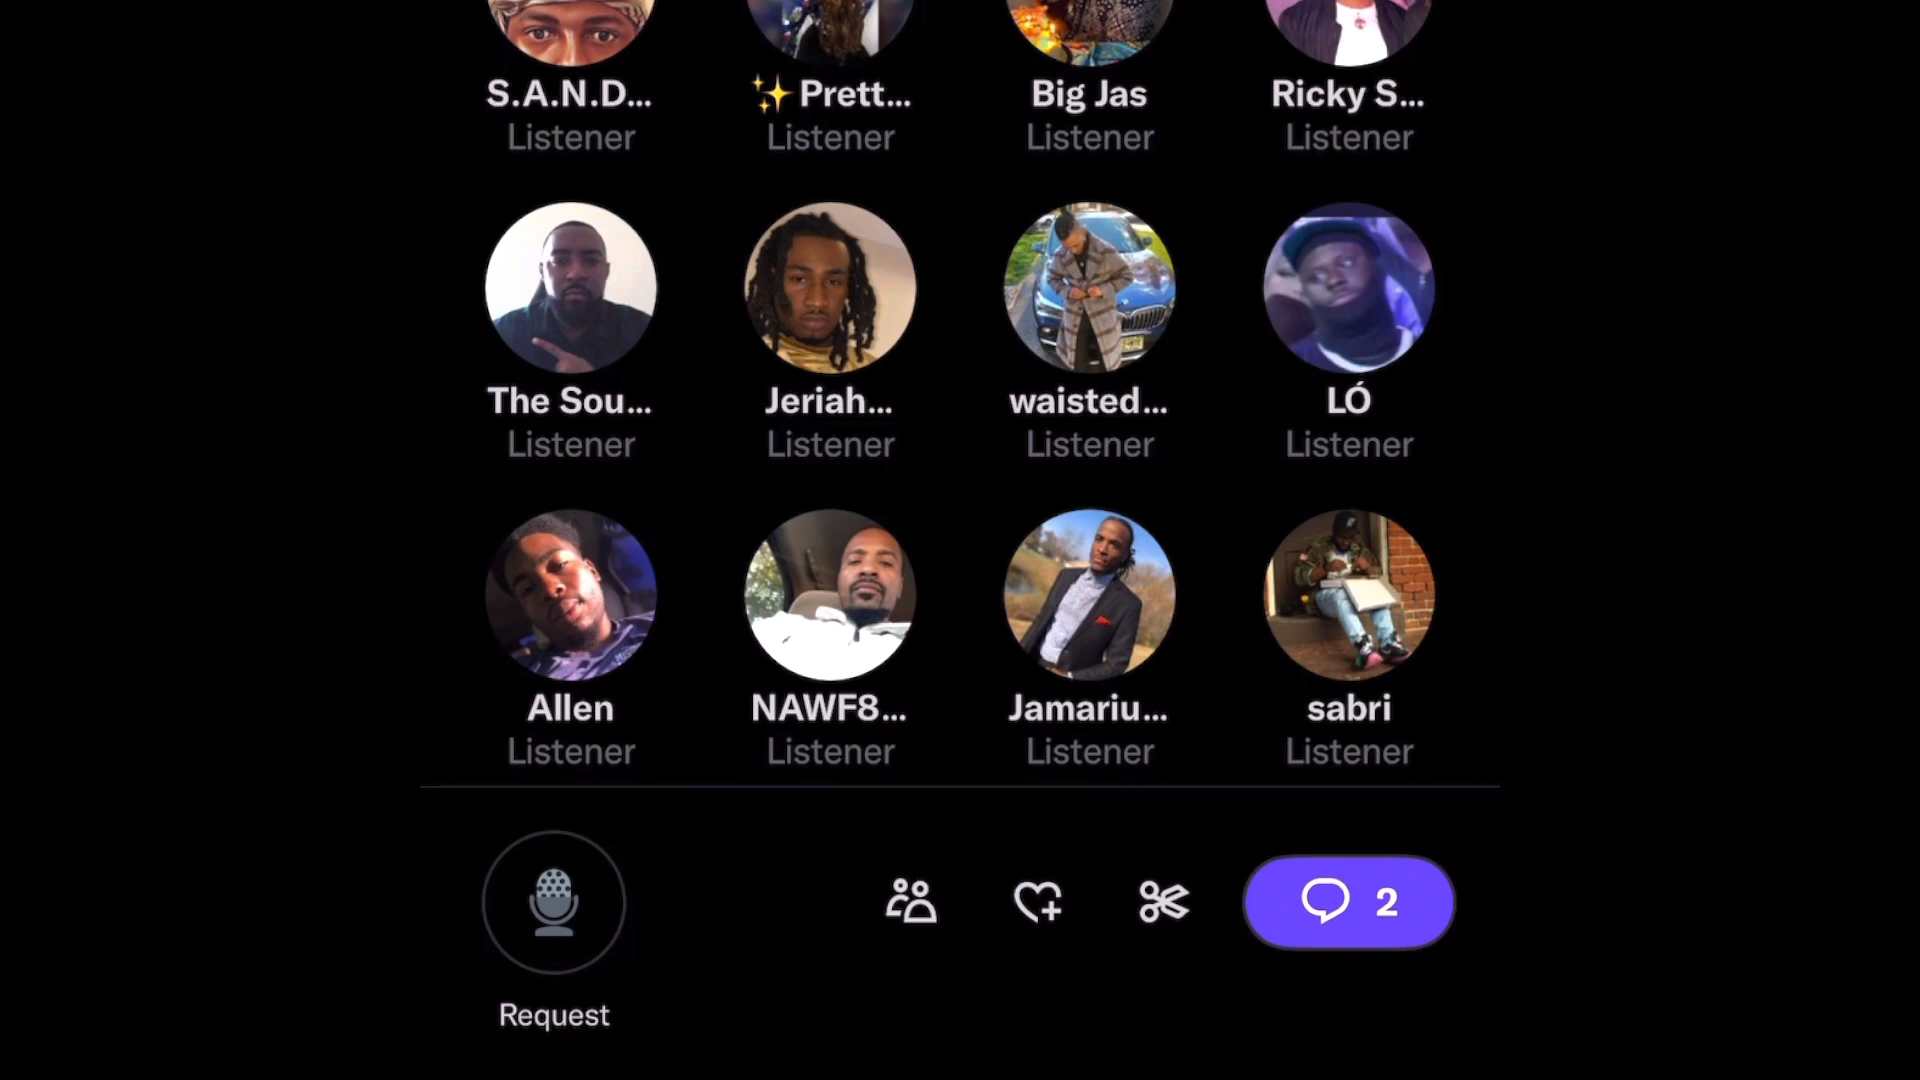 S.A.N.D...
✨Prett...
Big Jas
Ricky S...
Listener
Listener
Listener
Listener
The Sou...
Jeriah...
waisted...
LÓ
Listener
Listener
Listener
Listener
Allen
NAWF8...
Jamariu...
sabri
Listener
Listener
Listener
Listener
2
Request